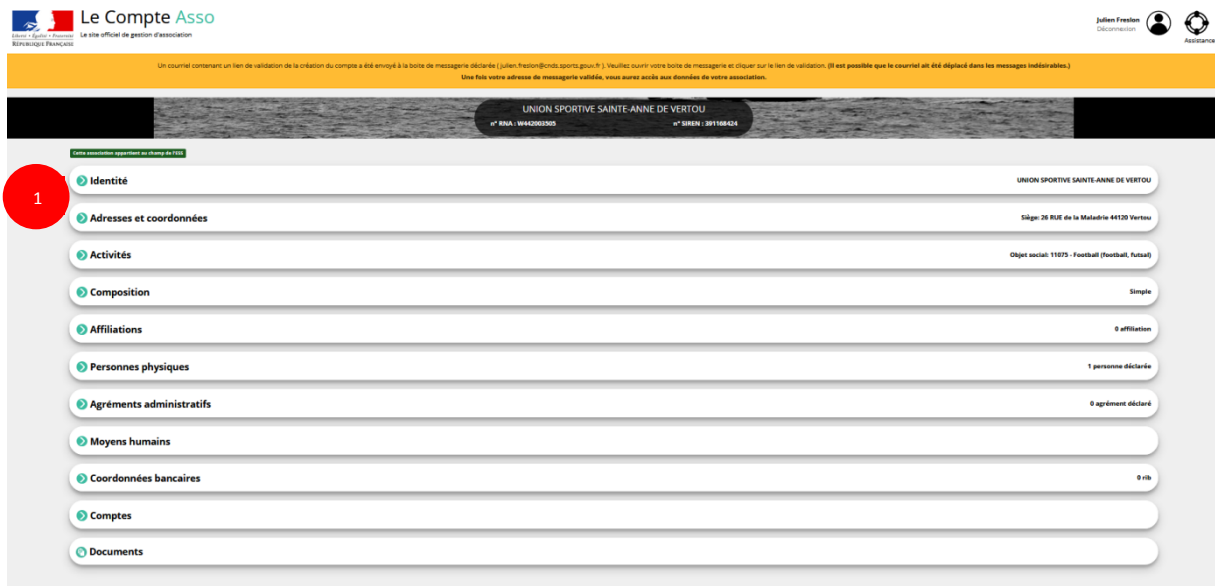 Le Compte Asso
Le site officiel de gestion d'association
Liberté • Égalité • Fraternité
RÉPUBLIQUE FRANÇAISE
Julien Freslon
Déconnexion
Assistance
Un courriel contenant un lien de validation de la création du compte a été envoyé à la boite de messagerie déclarée ( julien.freslon@cnds.sports.gouv.fr ). Veuillez ouvrir votre boite de messagerie et cliquer sur le lien de validation. (Il est possible que le courriel ait été déplacé dans les messages indésirables.)
Une fois votre adresse de messagerie validée, vous aurez accès aux données de votre association.
UNION SPORTIVE SAINTE-ANNE DE VERTOU
n° RNA : W442003505 n° SIREN : 391168424
Cette association appartient au champ de l'ESS
1
Identité UNION SPORTIVE SAINTE-ANNE DE VERTOU
Adresses et coordonnées Siège: 26 RUE de la Maladrie 44120 Vertou
Activités Objet social: 11075 - Football (football, futsal)
Composition Simple
Affiliations 0 affiliation
Personnes physiques 1 personne déclarée
Agréments administratifs 0 agrément déclaré
Moyens humains
Coordonnées bancaires 0 rib
Comptes
Documents